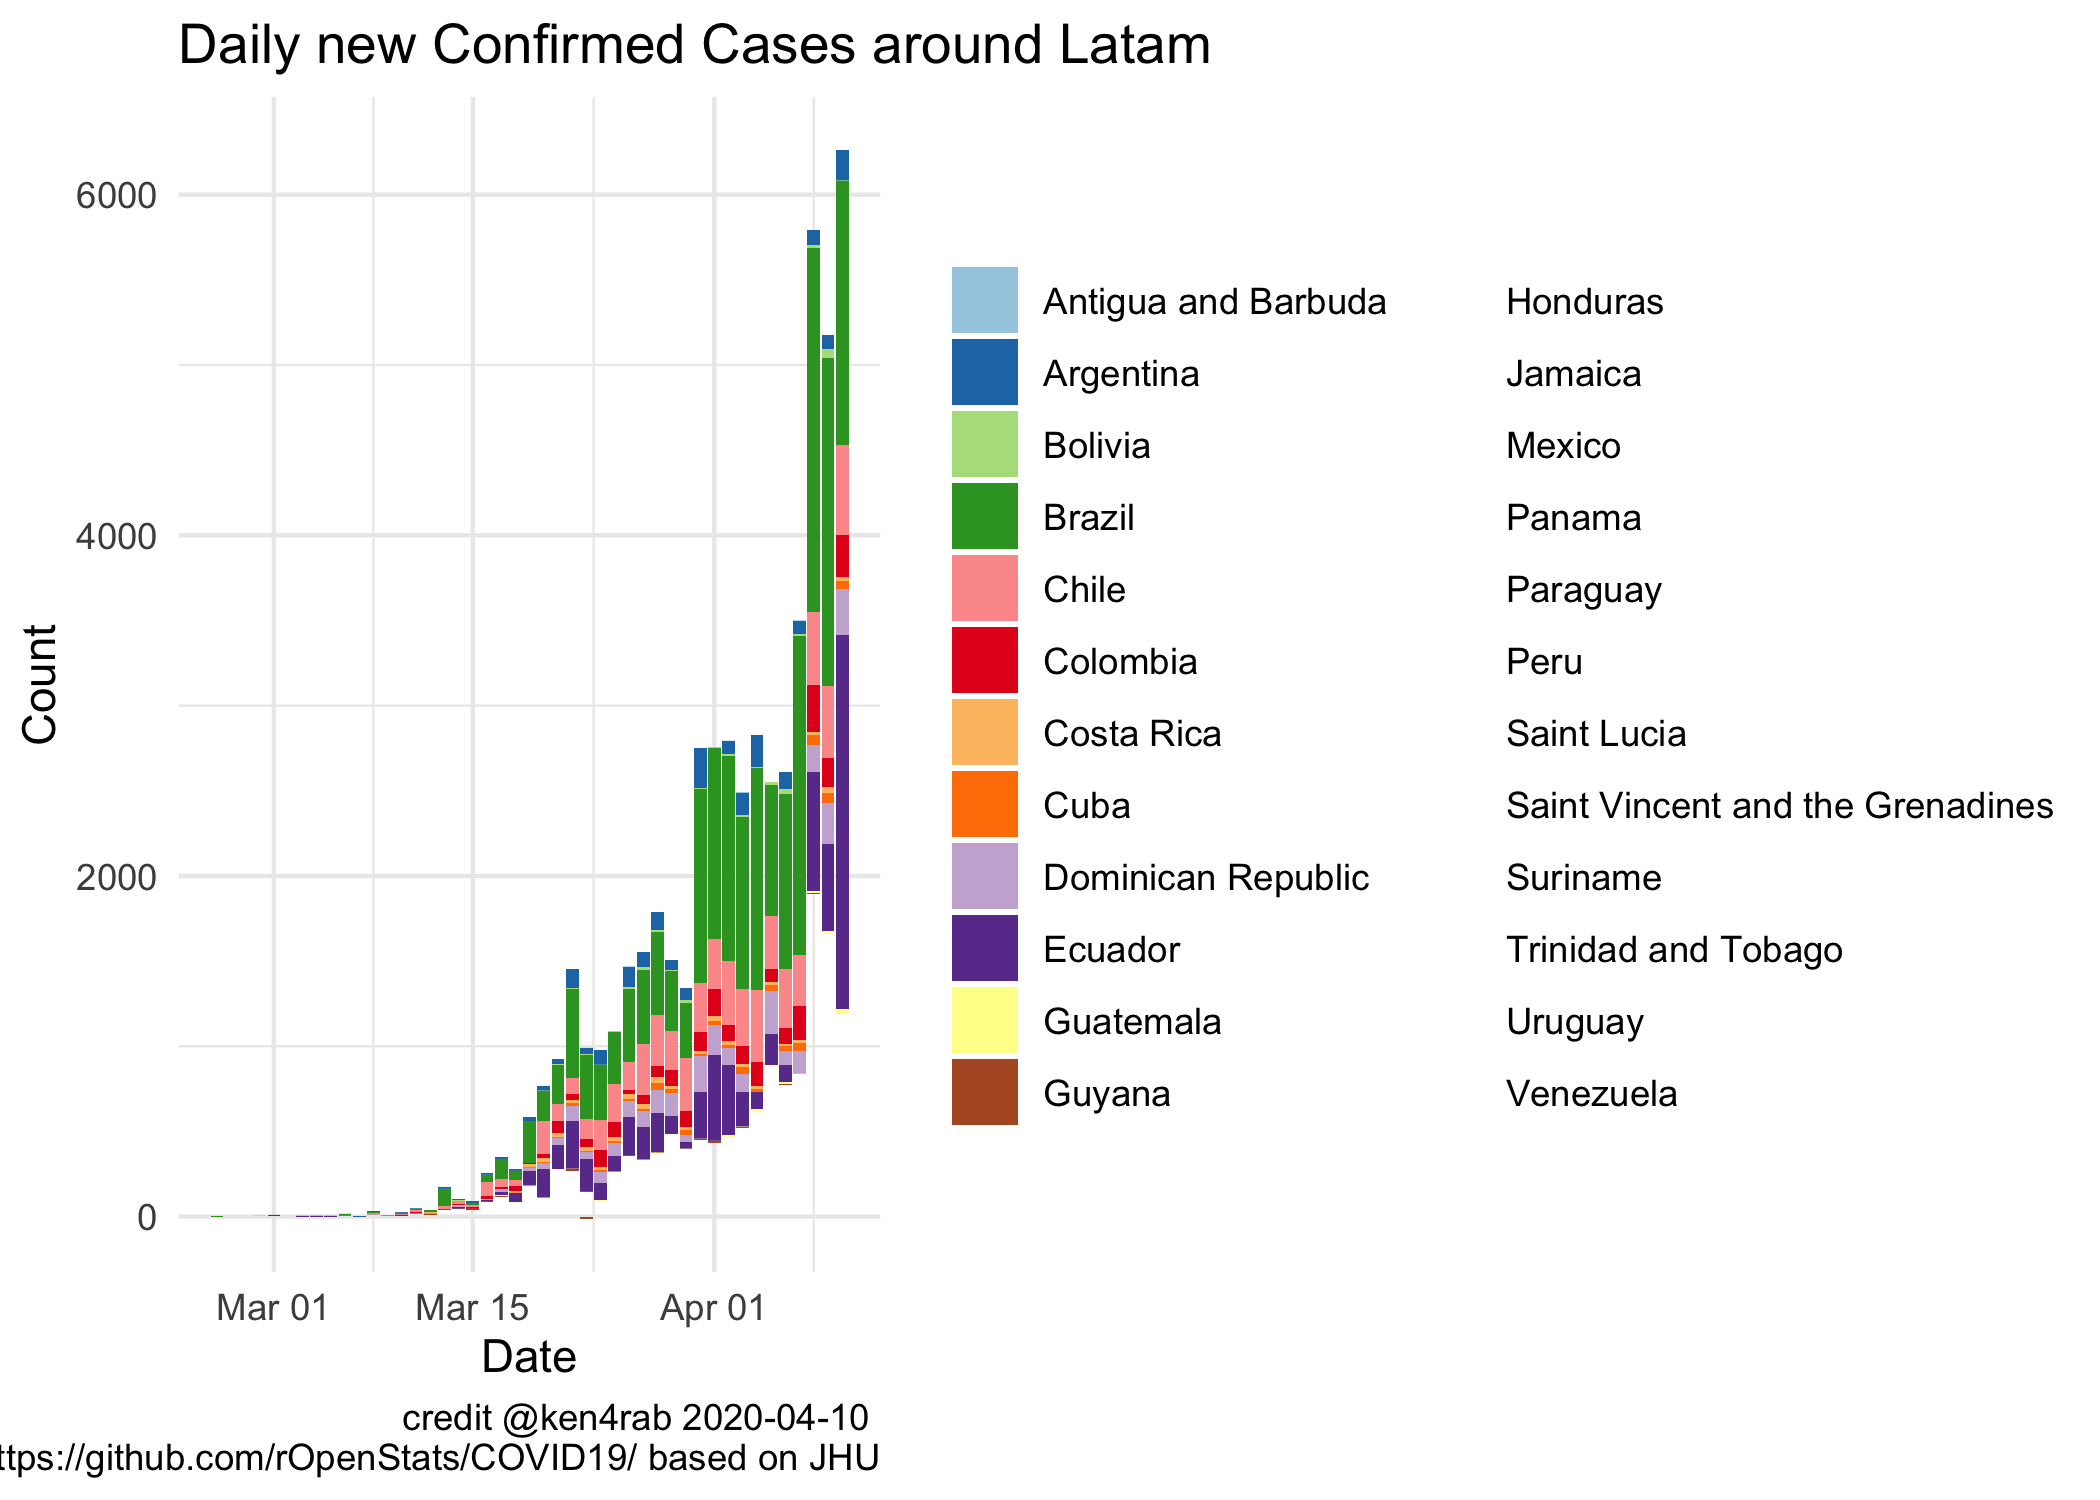 Daily new Confirmed Cases around Latam
6000
4000
2000
0
Count
Mar 01
Mar 15
Apr 01
Date
Antigua and Barbuda
Argentina
Bolivia
Brazil
Chile
Colombia
Costa Rica
Cuba
Dominican Republic
Ecuador
Guatemala
Guyana
Honduras
Jamaica
Mexico
Panama
Paraguay
Peru
Saint Lucia
Saint Vincent and the Grenadines
Suriname
Trinidad and Tobago
Uruguay
Venezuela
credit @ken4rab 2020-04-10
ttps://github.com/rOpenStats/COVID19/ based on JHU